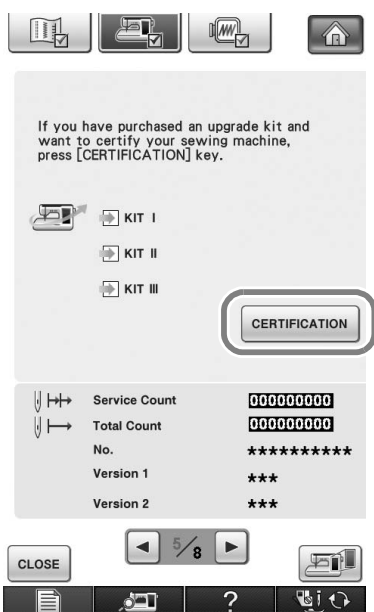 If you have purchased an upgrade kit and
want to certify your sewing machine,
press [CERTIFICATION] key.
KIT I
KIT II
KIT III
CERTIFICATION
Service Count 000000000
Total Count 000000000
No. **********
Version 1 ***
Version 2 ***
CLOSE
5/8
?